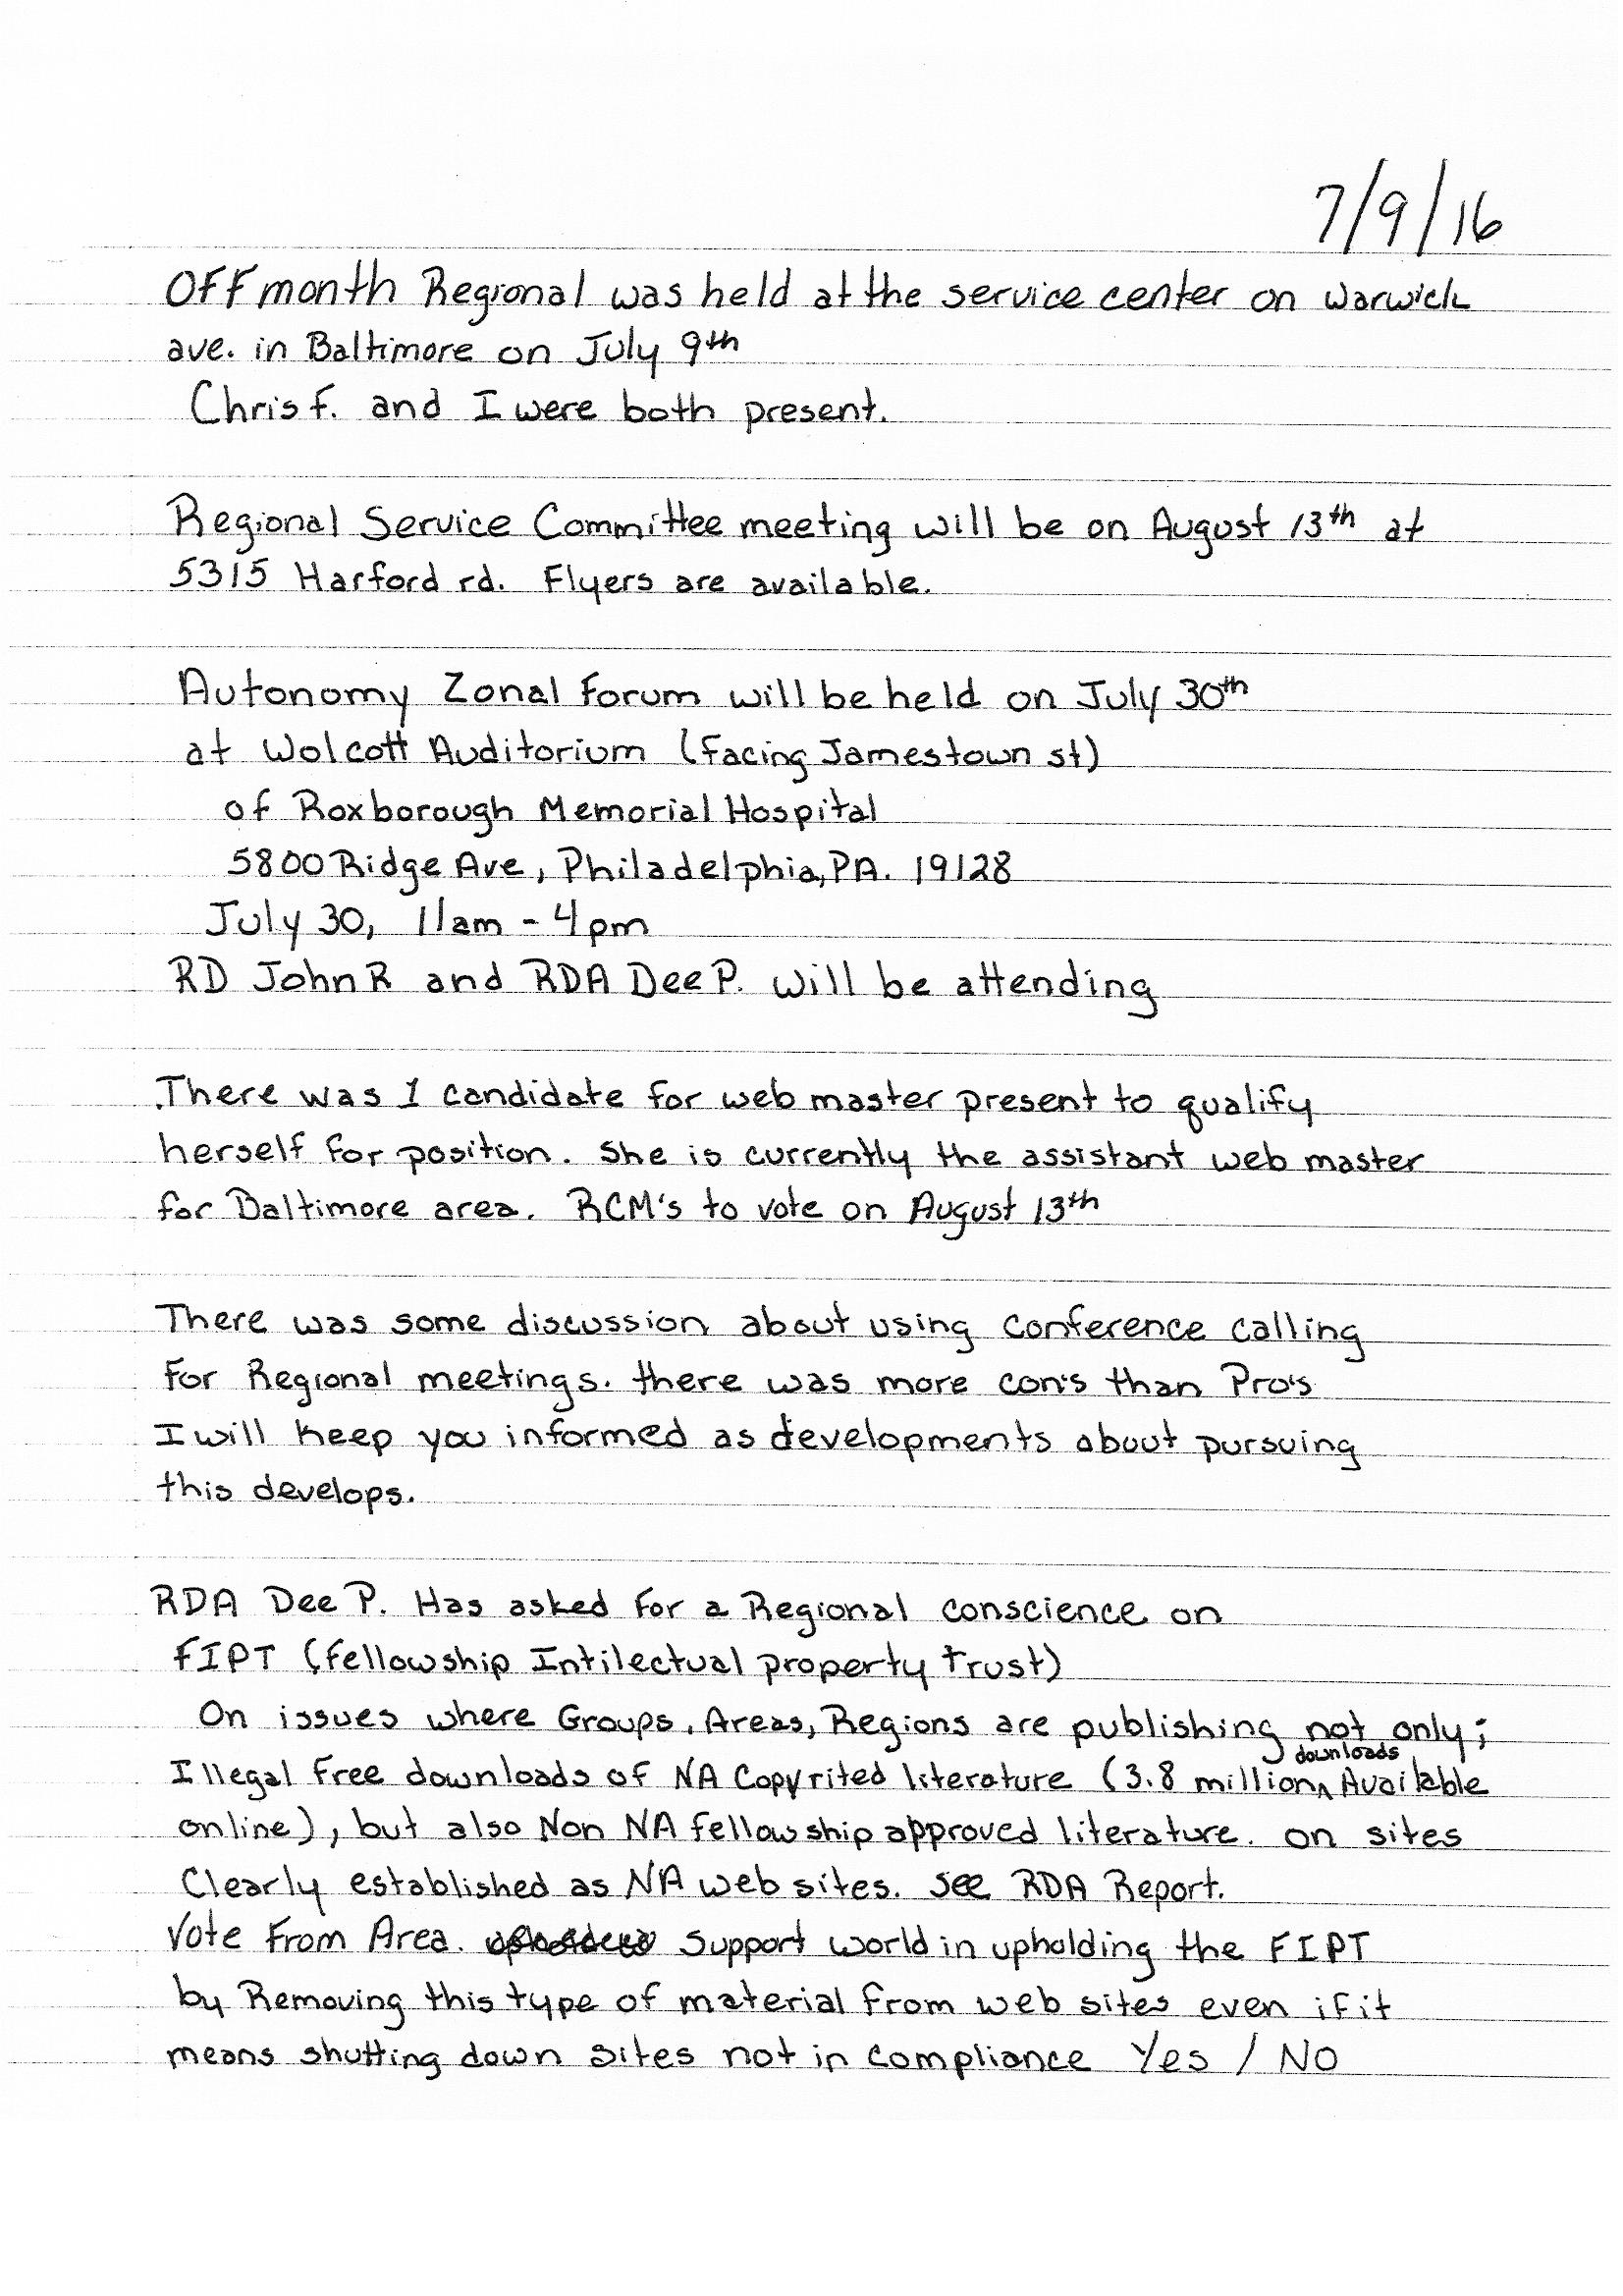 7/9/16
Off month Regional was held at the service center on Warwick
ave. in Baltimore on July 9th
Chris F. and I were both present.
Regional Service Committee meeting will be on August 13th at
5315 Harford rd. Flyers are available.
Autonomy Zonal Forum will be held on July 30th
at Wolcott Auditorium (facing Jamestown st)
of Roxborough Memorial Hospital
5800 Ridge Ave, Philadelphia, PA. 19128
July 30, 11am - 4pm
RD John R and RDA Dee P. will be attending
There was 1 candidate for web master present to qualify
herself for position. She is currently the assistant web master
for Baltimore area. RCM's to vote on August 13th
There was some discussion about using Conference calling
for Regional meetings. there was more con's than Pro's
I will keep you informed as developments about pursuing
this develops.
RDA Dee P. Has asked for a Regional conscience on
FIPT (fellowship Intilectual property trust)
On issues where Groups, Areas, Regions are publishing not only;
Illegal free downloads of NA Copyrited literature (3.8 million downloads Available
online), but also Non NA fellowship approved literature. on sites
Clearly established as NA web sites. See RDA Report.
Vote From Area. Support world in upholding the FIPT
by Removing this type of material from web sites even if it
means shutting down sites not in compliance Yes / No